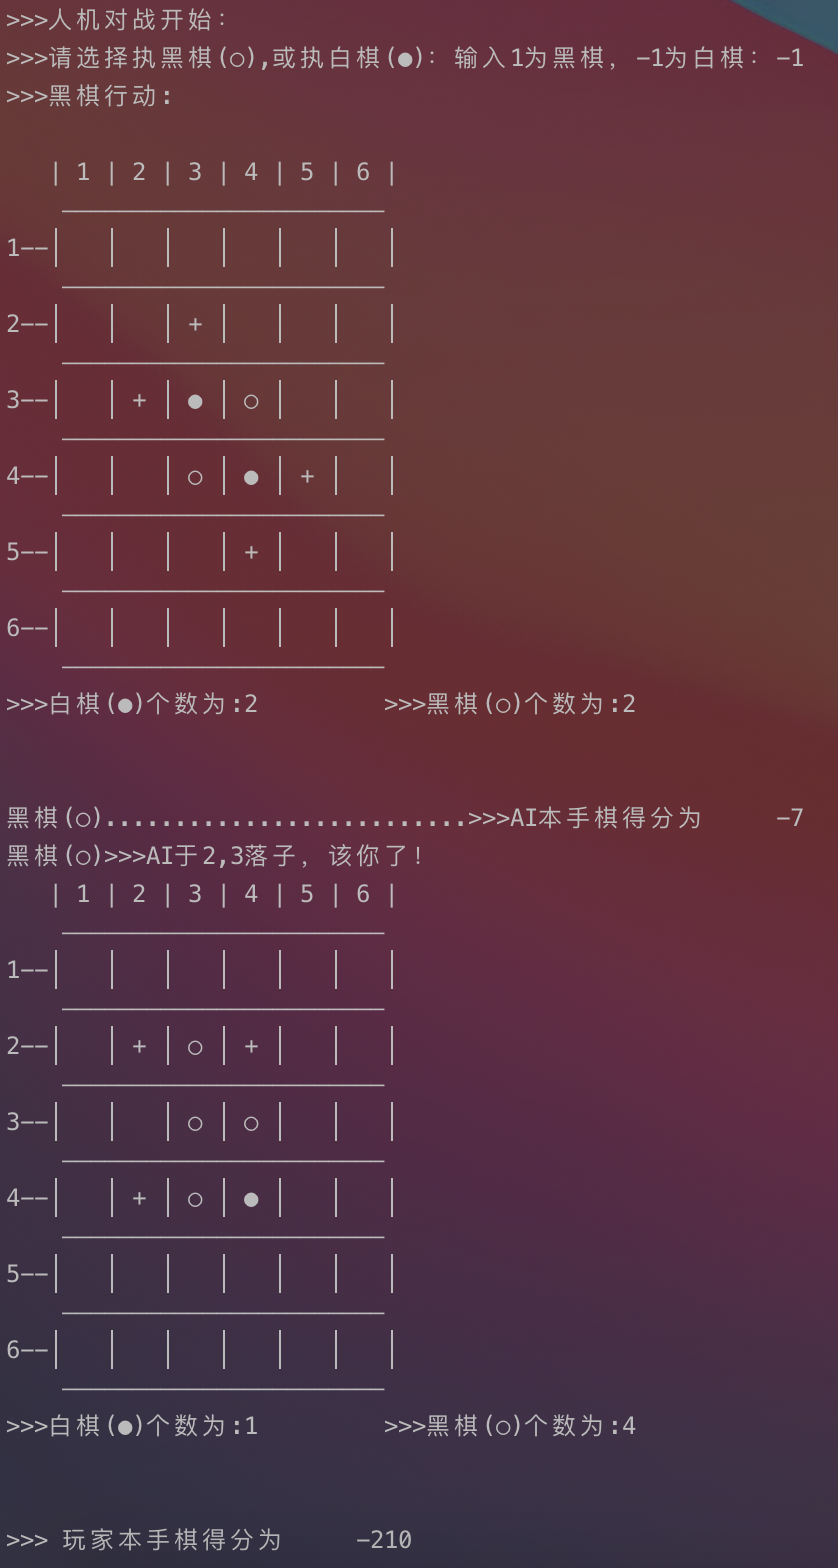 >>>人机对战开始：
>>>请选择执黑棋(○),或执白棋(●)：输入1为黑棋，-1为白棋：-1
>>>黑棋行动：
| 1 | 2 | 3 | 4 | 5 | 6 |
1--|   |   |   |   |   |   |
2--|   |   | + |   |   |   |
3--|   | + | ● | ○ |   |   |
4--|   |   | ○ | ● | + |   |
5--|   |   |   | + |   |   |
6--|   |   |   |   |   |   |
>>>白棋(●)个数为:2         >>>黑棋(○)个数为:2
黑棋(○)..........................>>>AI本手棋得分为     -7
黑棋(○)>>>AI于2,3落子，该你了！
| 1 | 2 | 3 | 4 | 5 | 6 |
1--|   |   |   |   |   |   |
2--|   | + | ○ | + |   |   |
3--|   |   | ○ | ○ |   |   |
4--|   | + | ○ | ● |   |   |
5--|   |   |   |   |   |   |
6--|   |   |   |   |   |   |
>>>白棋(●)个数为:1         >>>黑棋(○)个数为:4
>>> 玩家本手棋得分为     -210